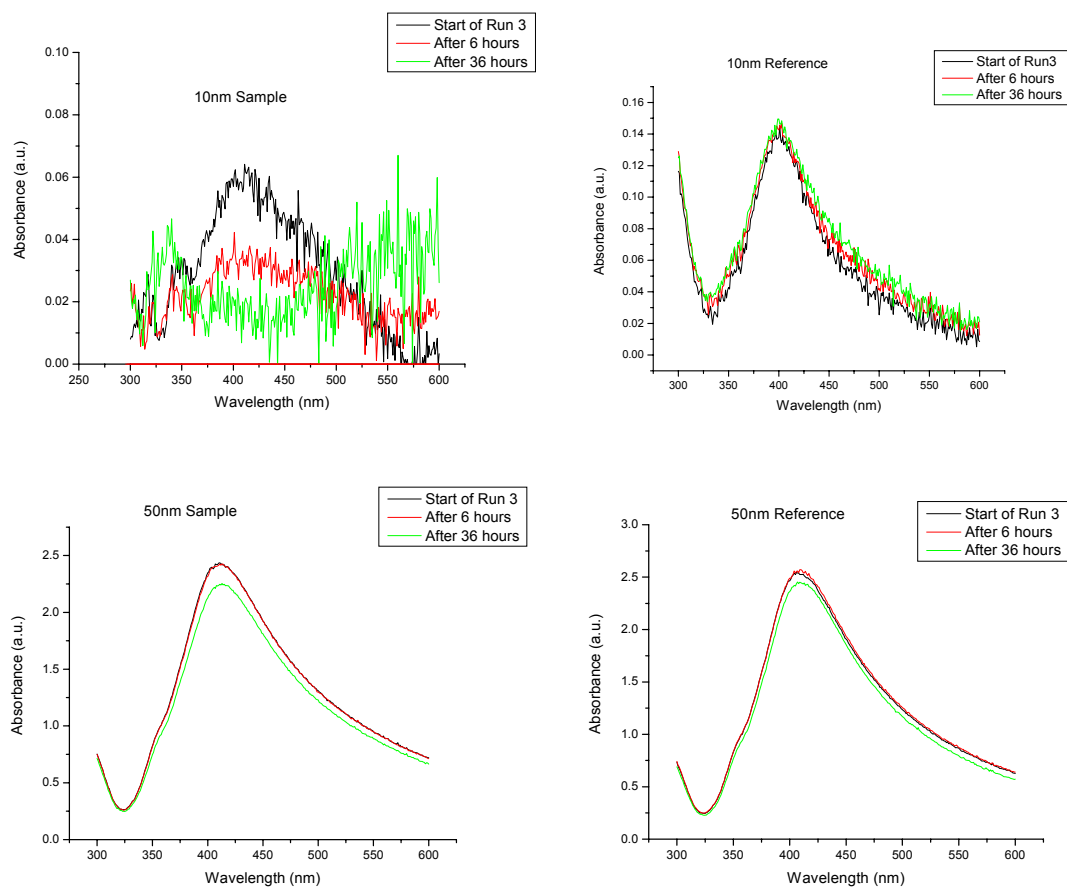 Start of Run 3
After 6 hours
After 36 hours
10nm Sample
0.10
0.08
0.06
0.04
0.02
0.00
Absorbance (a.u.)
250 300 350 400 450 500 550 600
Wavelength (nm)
Start of Run3
After 6 hours
After 36 hours
10nm Reference
0.16
0.14
0.12
0.10
0.08
0.06
0.04
0.02
0.00
Absorbance (a.u.)
300 350 400 450 500 550 600
Wavelength (nm)
Start of Run 3
After 6 hours
After 36 hours
50nm Sample
2.5
2.0
1.5
1.0
0.5
0.0
Absorbance (a.u.)
300 350 400 450 500 550 600
Wavelength (nm)
Start of Run 3
After 6 hours
After 36 hours
50nm Reference
3.0
2.5
2.0
1.5
1.0
0.5
0.0
Absorbance (a.u.)
300 350 400 450 500 550 600
Wavelength (nm)